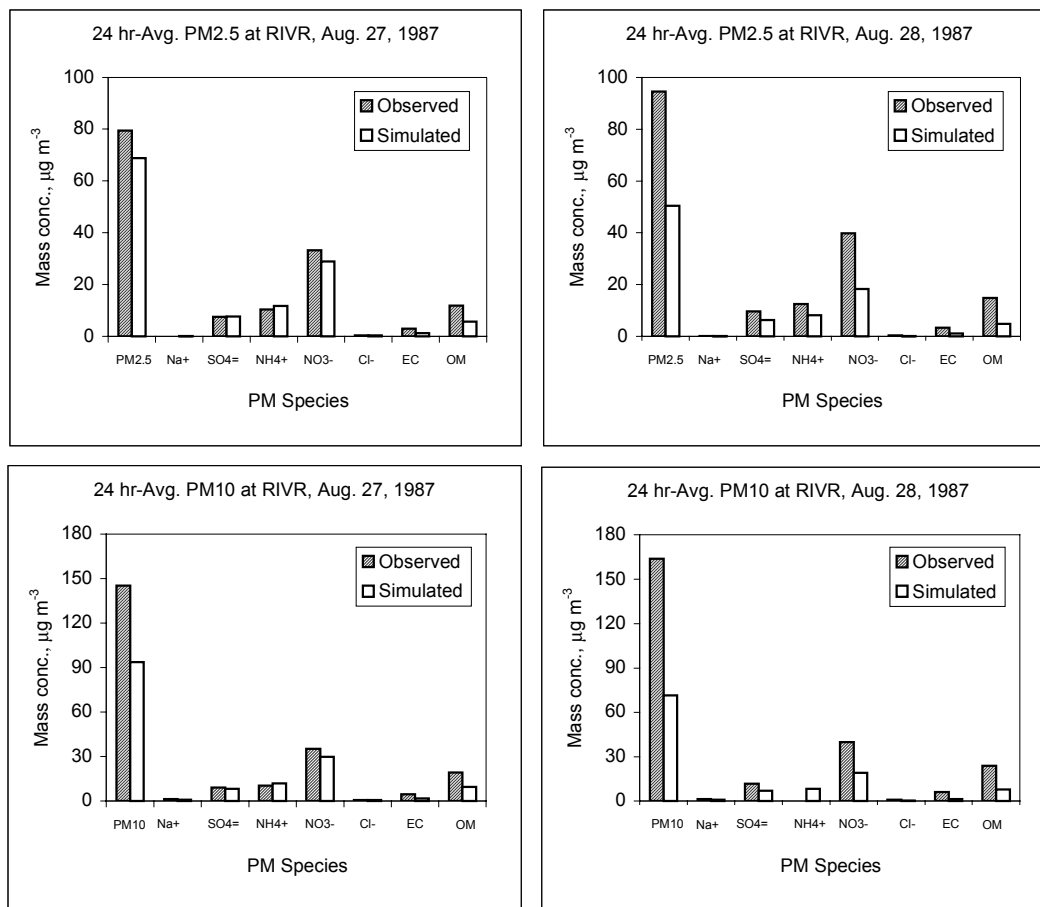 24 hr-Avg. PM2.5 at RIVR, Aug. 27, 1987
100
80
60
40
20
0
Mass conc., μg m-3
Observed
Simulated
PM2.5 Na+ SO4= NH4+ NO3- Cl- EC OM
PM Species
24 hr-Avg. PM2.5 at RIVR, Aug. 28, 1987
100
80
60
40
20
0
Mass conc., μg m-3
Observed
Simulated
PM2.5 Na+ SO4= NH4+ NO3- Cl- EC OM
PM Species
24 hr-Avg. PM10 at RIVR, Aug. 27, 1987
180
150
120
90
60
30
0
Mass conc., μg m-3
Observed
Simulated
PM10 Na+ SO4= NH4+ NO3- Cl- EC OM
PM Species
24 hr-Avg. PM10 at RIVR, Aug. 28, 1987
180
150
120
90
60
30
0
Mass conc., μg m-3
Observed
Simulated
PM10 Na+ SO4= NH4+ NO3- Cl- EC OM
PM Species